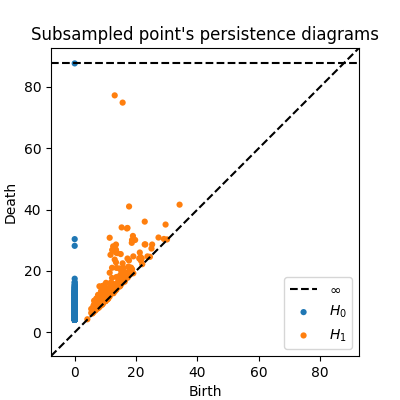 Subsampled point's persistence diagrams
Death
80
60
40
20
0
0 20 40 60 80
Birth
∞
H₀
H₁